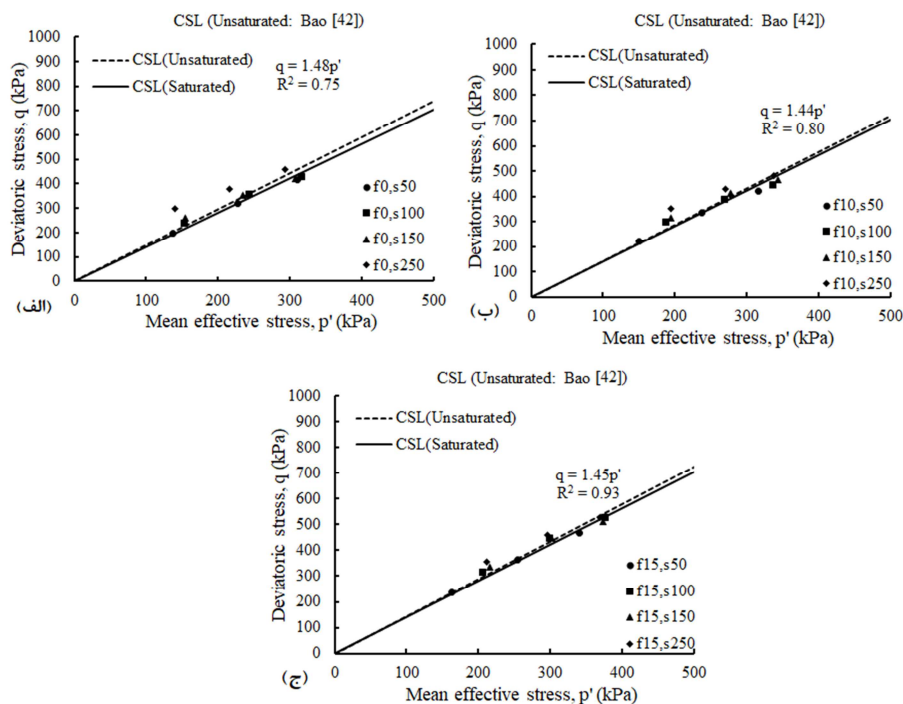 CSL (Unsaturated: Bao [42])
1000
900
800
700
600
500
400
300
200
100
0
Deviatoric stress, q (kPa)
CSL(Unsaturated)
CSL(Saturated)
q = 1.48p'
R² = 0.75
f0,s50
f0,s100
f0,s150
f0,s250
0 100 200 300 400 500
Mean effective stress, p' (kPa)
(الف)
CSL (Unsaturated: Bao [42])
1000
900
800
700
600
500
400
300
200
100
0
Deviatoric stress, q (kPa)
CSL(Unsaturated)
CSL(Saturated)
q = 1.44p'
R² = 0.80
f10,s50
f10,s100
f10,s150
f10,s250
0 100 200 300 400 500
Mean effective stress, p' (kPa)
(ب)
CSL (Unsaturated: Bao [42])
1000
900
800
700
600
500
400
300
200
100
0
Deviatoric stress, q (kPa)
CSL(Unsaturated)
CSL(Saturated)
q = 1.45p'
R² = 0.93
f15,s50
f15,s100
f15,s150
f15,s250
0 100 200 300 400 500
Mean effective stress, p' (kPa)
(ج)